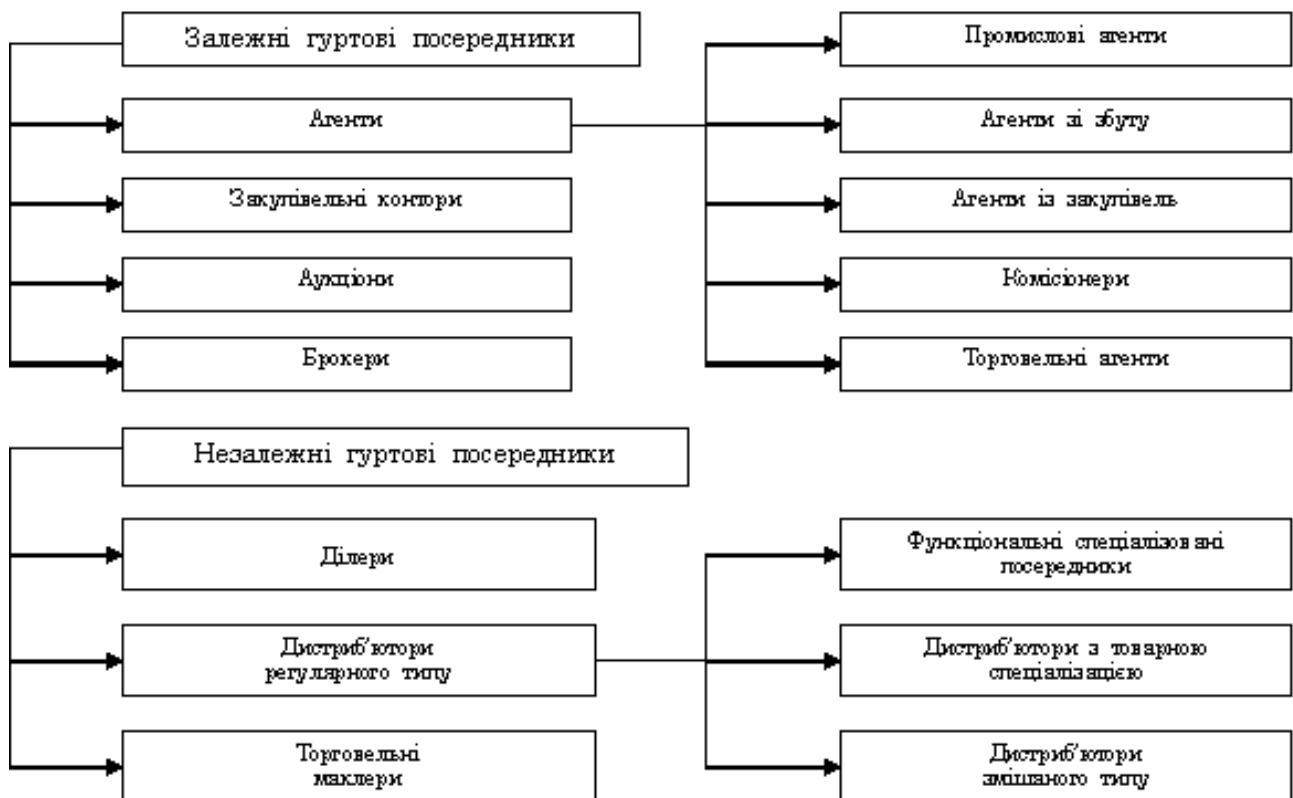 Залежні гуртові посередники
Агенти
Закупівельні контори
Аукціони
Брокери
Промислові агенти
Агенти зі збуту
Агенти із закупівель
Комісіонери
Торговельні агенти
Незалежні гуртові посередники
Ділери
Дистриб'ютори
регулярного типу
Торговельні
маклери
Функціональні спеціалізовані
посередники
Дистриб'ютори з товарною
спеціалізацією
Дистриб'ютори
змішаного типу